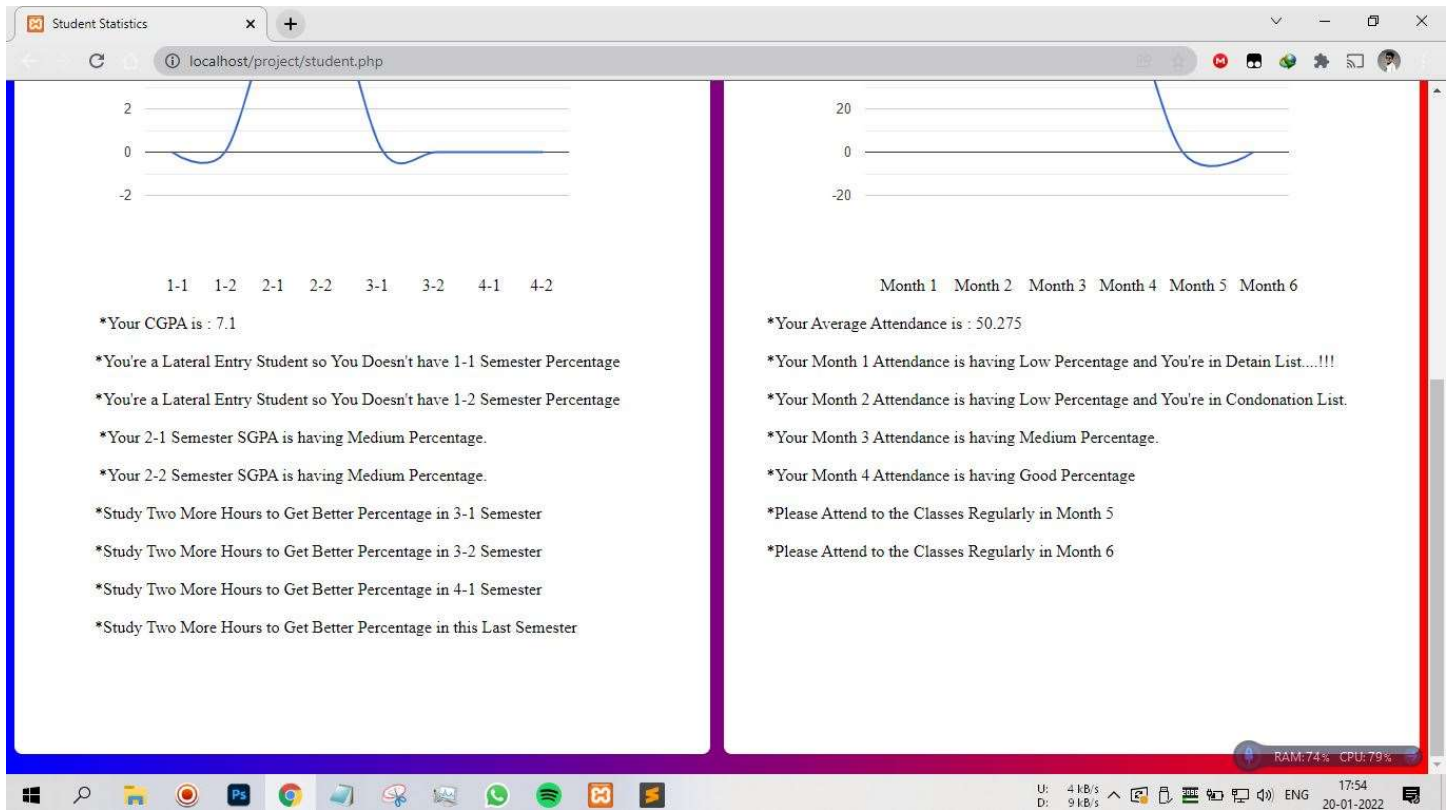 Student Statistics
localhost/project/student.php
2
0
-2
1-1 1-2 2-1 2-2 3-1 3-2 4-1 4-2
*Your CGPA is : 7.1
*You're a Lateral Entry Student so You Doesn't have 1-1 Semester Percentage
*You're a Lateral Entry Student so You Doesn't have 1-2 Semester Percentage
*Your 2-1 Semester SGPA is having Medium Percentage.
*Your 2-2 Semester SGPA is having Medium Percentage.
*Study Two More Hours to Get Better Percentage in 3-1 Semester
*Study Two More Hours to Get Better Percentage in 3-2 Semester
*Study Two More Hours to Get Better Percentage in 4-1 Semester
*Study Two More Hours to Get Better Percentage in this Last Semester
20
0
-20
Month 1 Month 2 Month 3 Month 4 Month 5 Month 6
*Your Average Attendance is : 50.275
*Your Month 1 Attendance is having Low Percentage and You're in Detain List....!!!
*Your Month 2 Attendance is having Low Percentage and You're in Condonation List.
*Your Month 3 Attendance is having Medium Percentage.
*Your Month 4 Attendance is having Good Percentage
*Please Attend to the Classes Regularly in Month 5
*Please Attend to the Classes Regularly in Month 6
RAM:74% CPU:79%
Ps
U: 4 kB/s
D: 9 kB/s
ENG
17:54
20-01-2022